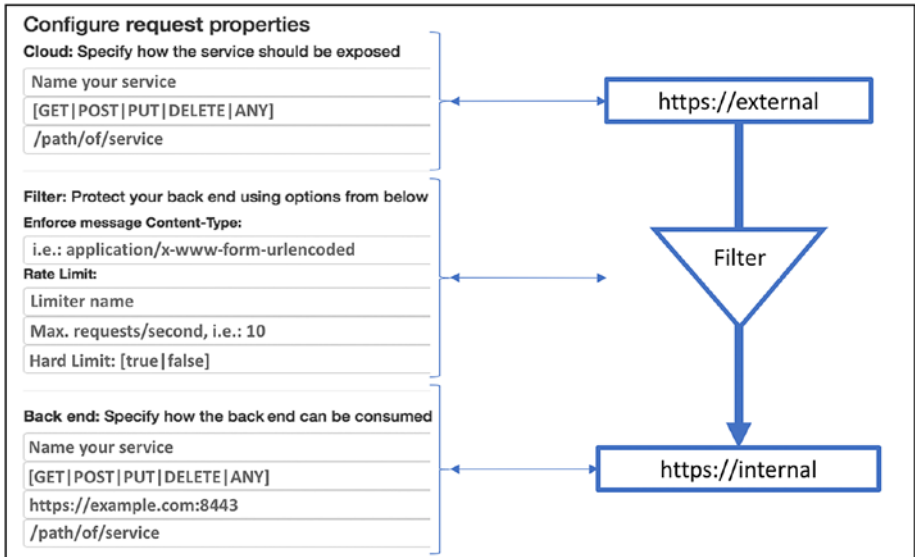 Configure request properties
Cloud: Specify how the service should be exposed
Name your service
[GET|POST|PUT|DELETE|ANY]
/path/of/service
https://external
Filter: Protect your back end using options from below
Enforce message Content-Type:
i.e.: application/x-www-form-urlencoded
Rate Limit:
Limiter name
Max. requests/second, i.e.: 10
Hard Limit: [true|false]
Filter
Back end: Specify how the back end can be consumed
Name your service
[GET|POST|PUT|DELETE|ANY]
https://example.com:8443
/path/of/service
https://internal